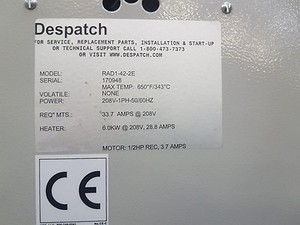 Despatch
FOR SERVICE, REPLACEMENT PARTS, INSTALLATION & START-UP
OR TECHNICAL SUPPORT CALL 1-800-473-7373
OR VISIT WWW.DESPATCH.COM
MODEL: RAD1-42-2E
SERIAL: 170948
MAX TEMP: 650°F/343°C
VOLATILE: NONE
POWER: 208V-1PH-50/60HZ
REQ* MTS.: 33.7 AMPS @ 208V
HEATER: 6.0KW @ 208V, 28.8 AMPS
MOTOR: 1/2HP REC, 3.7 AMPS
CE